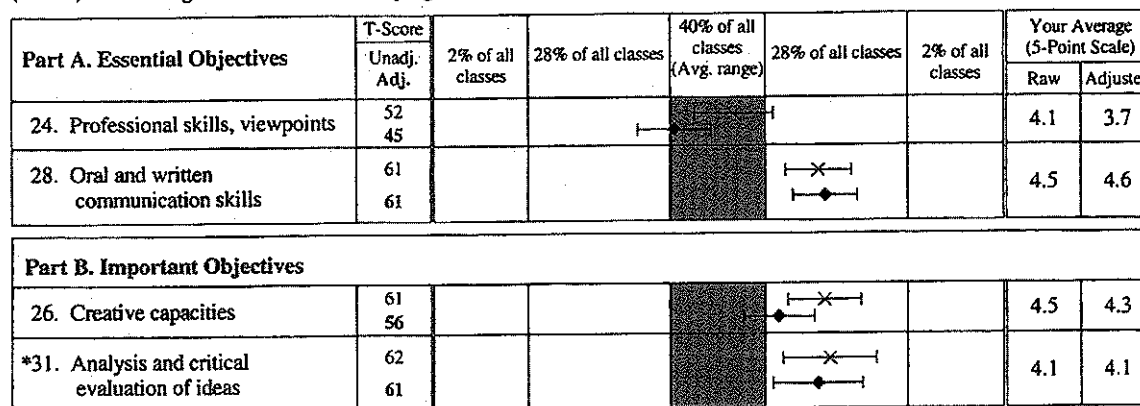 Part A. Essential Objectives
T-Score
Unadj.
Adj.
2% of all
classes
28% of all classes
40% of all
classes
(Avg. range)
28% of all classes
2% of all
classes
Your Average
(5-Point Scale)
Raw
Adjuste
24. Professional skills, viewpoints
52
45
4.1
3.7
28. Oral and written
communication skills
61
61
4.5
4.6
Part B. Important Objectives
26. Creative capacities
61
56
4.5
4.3
*31. Analysis and critical
evaluation of ideas
62
61
4.1
4.1